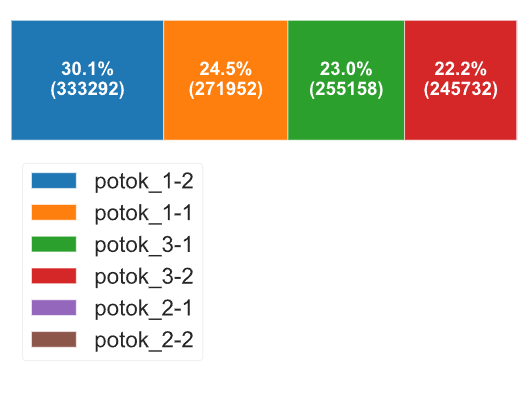 30.1% 24.5% 23.0% 22.2%
(333292) (271952) (255158) (245732)
potok_1-2
potok_1-1
potok_3-1
potok_3-2
potok_2-1
potok_2-2